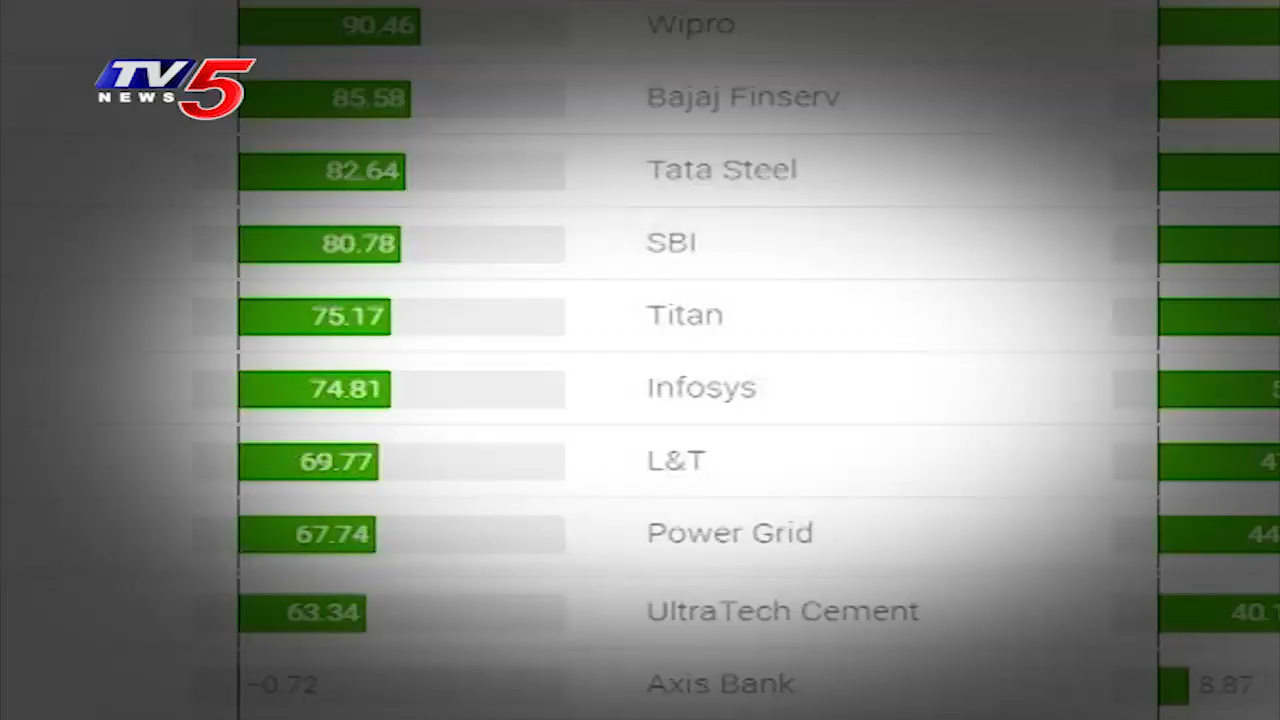 90.46 Wipro
TV5
NEWS
85.58 Bajaj Finserv
82.64 Tata Steel
80.78 SBI
75.17 Titan
74.81 Infosys
69.77 L&T
67.74 Power Grid 44
63.34 UltraTech Cement 40.
-0.72 Axis Bank 8.87